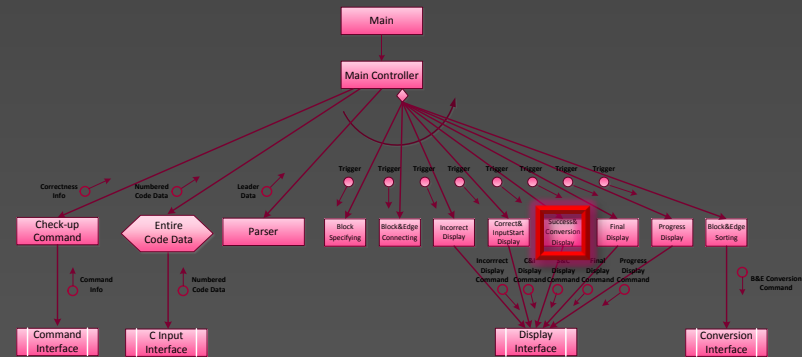 Main
Main Controller
Trigger Trigger Trigger Trigger Trigger Trigger Trigger Trigger
Correctness
Info
Numbered
Code Data
Leader
Data
Check-up
Command
Entire
Code Data
Parser
Block
Specifying
Block&Edge
Connecting
Incorrect
Display
Correct&
InputStart
Display
Success&
Conversion
Display
Final
Display
Progress
Display
Block&Edge
Sorting
Command
Info
Numbered
Code Data
Incorrrect
Display
Command
Display
Command
Display
Command
Final
Display
Command
Progress
Display
Command
B&E Conversion
Command
Command
Interface
C Input
Interface
Display
Interface
Conversion
Interface